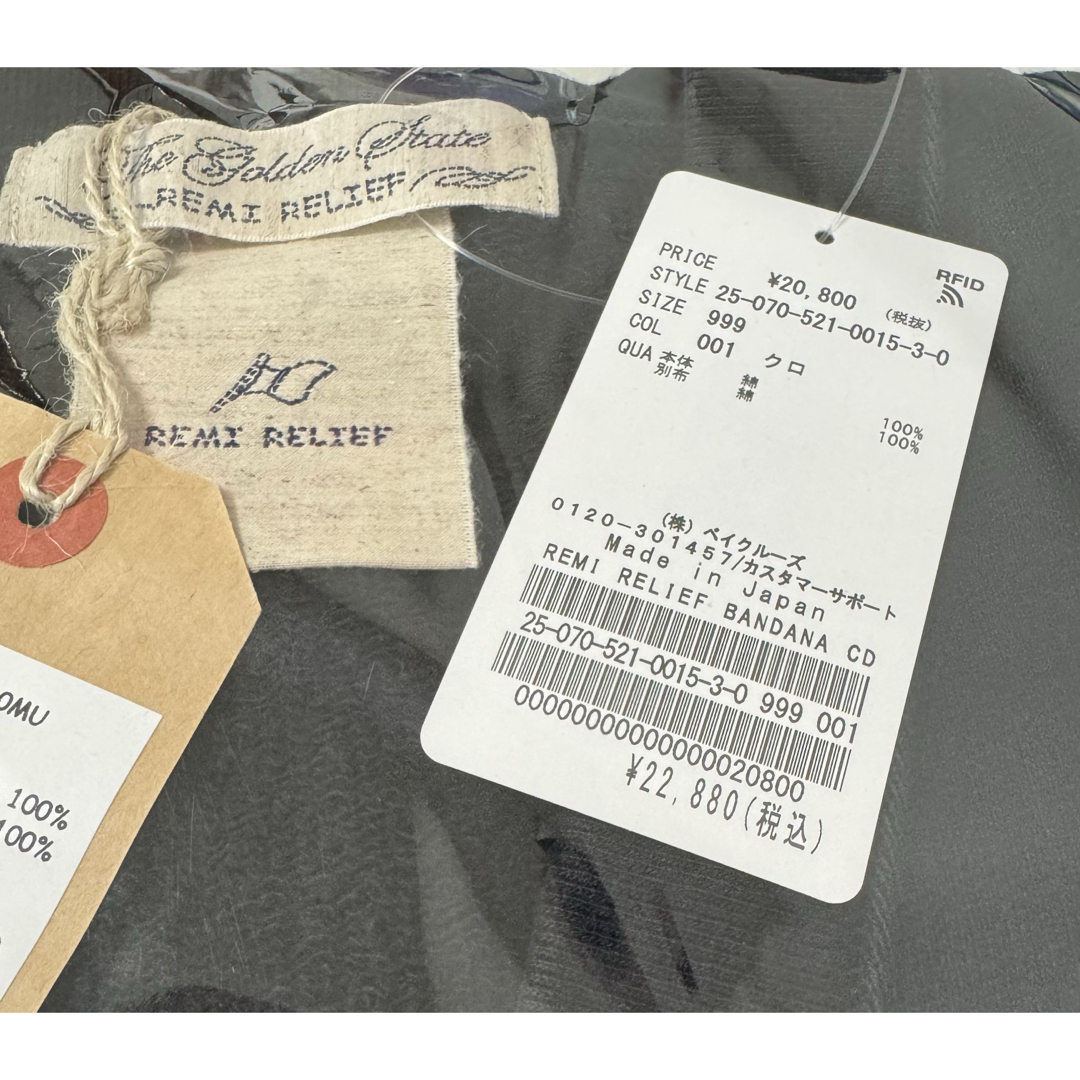 The Golden State
REMI RELIEF
REMI RELIEF
OMU
100%
100%
RFID
PRICE ¥20,800 (税抜)
STYLE 25-070-521-0015-3-0
SIZE 999
COL 001 クロ
QUA 本体 綿 100%
別布 綿 100%
(株) ベイクルーズ
0120-301457/カスタマーサポート
Made in Japan
REMI RELIEF BANDANA CD
25-070-521-0015-3-0 999 001
0000000000000020800
¥22,880(税込)